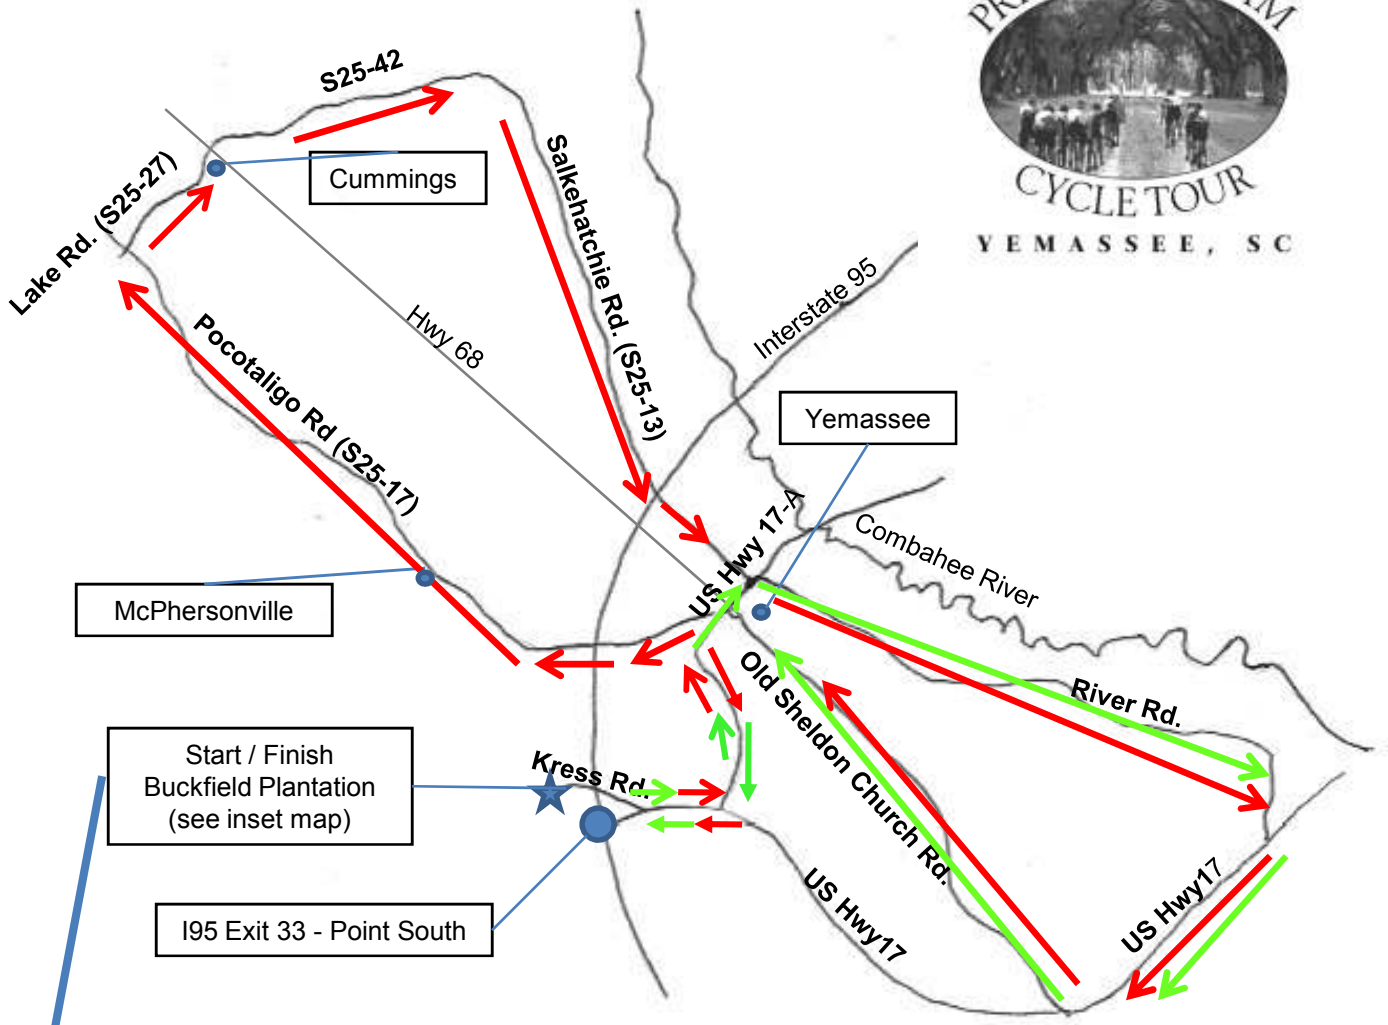 CYCLE TOUR
YEMASSEE, SC
S25-42
Cummings
Lake Rd. (S25-27)
Salkehatchie Rd. (S25-13)
Hwy 68
Interstate 95
Pocotaligo Rd (S25-17)
Yemassee
US Hwy 17-A
Combahee River
McPhersonville
Old Sheldon Church Rd.
River Rd.
Start / Finish
Buckfield Plantation
(see inset map)
Kress Rd.
I95 Exit 33 - Point South
US Hwy17
US Hwy17